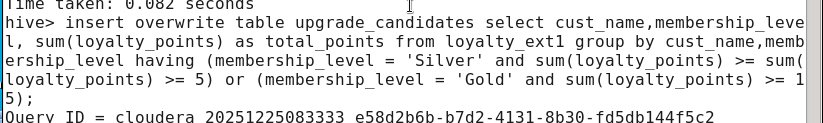 Time taken: 0.082 seconds
hive> insert overwrite table upgrade_candidates select cust_name,membership_leve
l, sum(loyalty_points) as total_points from loyalty_ext1 group by cust_name,memb
ership_level having (membership_level = 'Silver' and sum(loyalty_points) >= sum(
loyalty_points) >= 5) or (membership_level = 'Gold' and sum(loyalty_points) >= 1
5);
Query ID = cloudera_20251225083333_e58d2b6b-b7d2-4131-8b30-fd5db144f5c2